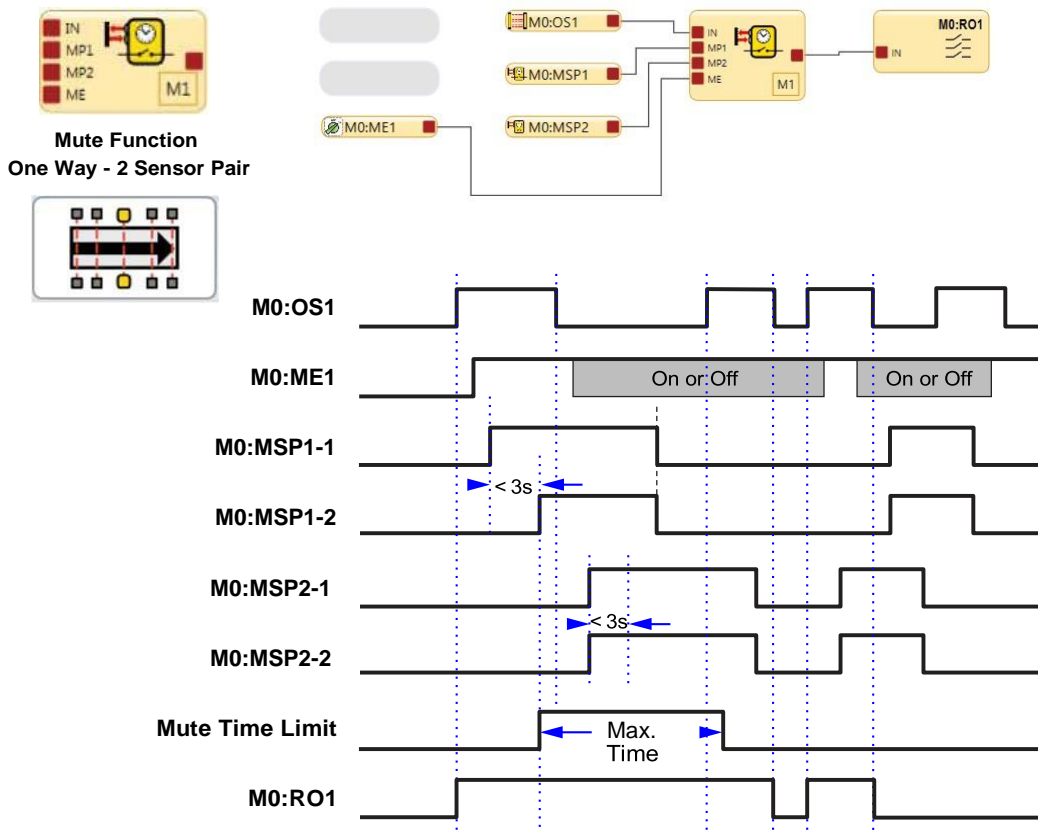 IN
MP1
MP2
ME
M1
Mute Function
One Way - 2 Sensor Pair
M0:OS1
M0:MSP1
M0:ME1
M0:MSP2
IN
MP1
MP2
ME
M1
M0:RO1
IN
M0:OS1
M0:ME1
On or Off
On or Off
M0:MSP1-1
< 3s
M0:MSP1-2
M0:MSP2-1
< 3s
M0:MSP2-2
Mute Time Limit
Max.
Time
M0:RO1